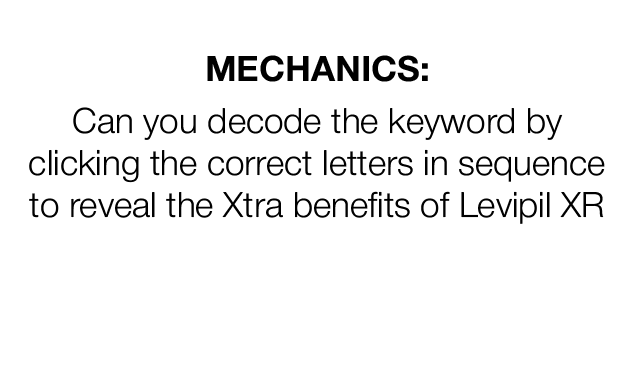 MECHANICS:
Can you decode the keyword by
clicking the correct letters in sequence
to reveal the Xtra benefits of Levipil XR